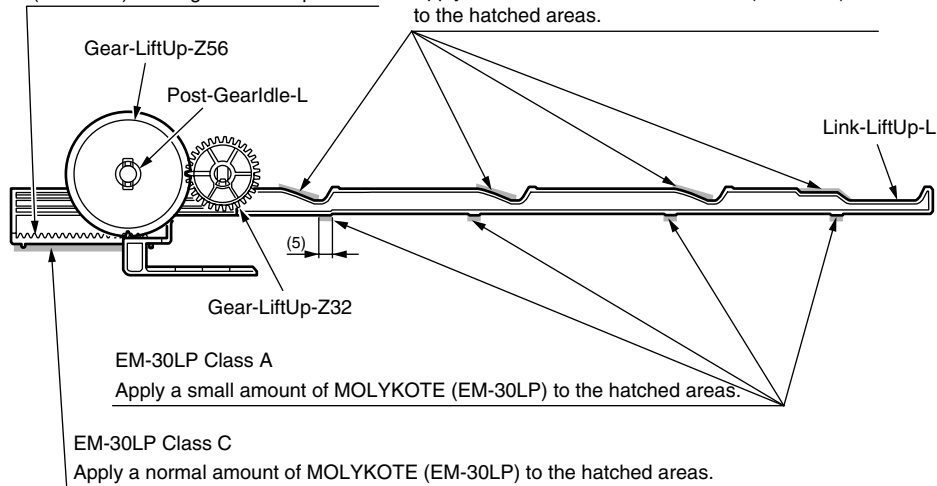 to the hatched areas.
Gear-LiftUp-Z56
Post-GearIdle-L
Link-LiftUp-L
(5)
Gear-LiftUp-Z32
EM-30LP Class A
Apply a small amount of MOLYKOTE (EM-30LP) to the hatched areas.
EM-30LP Class C
Apply a normal amount of MOLYKOTE (EM-30LP) to the hatched areas.